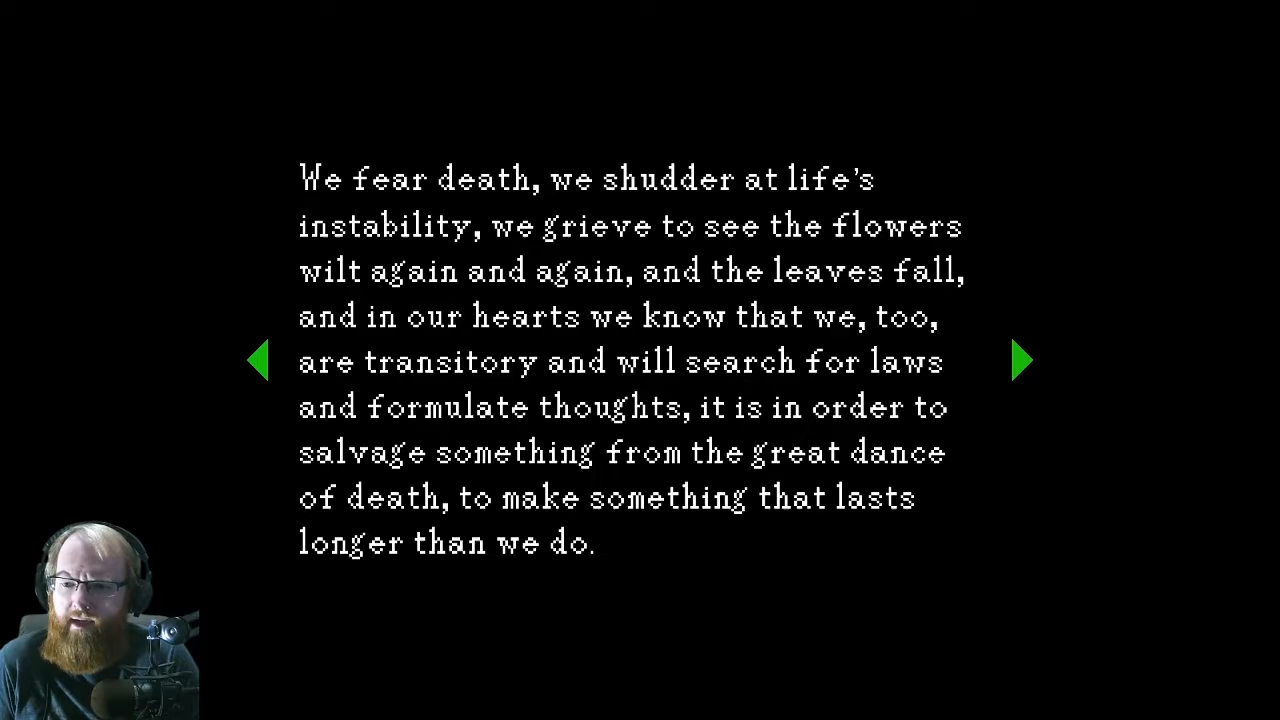 We fear death, we shudder at life's
instability, we grieve to see the flowers
wilt again and again, and the leaves fall,
and in our hearts we know that we, too,
are transitory and will search for laws
and formulate thoughts, it is in order to
salvage something from the great dance
of death, to make something that lasts
longer than we do.